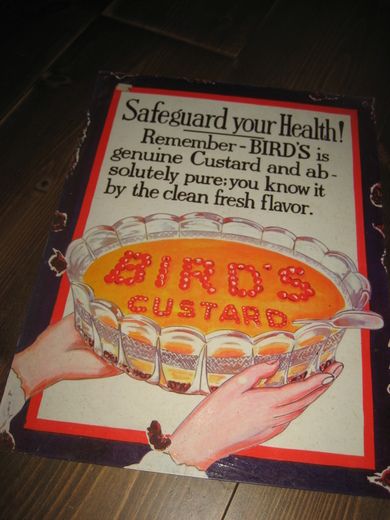 Safeguard your Health!
Remember-BIRD'S is
genuine Custard and ab-
solutely pure; you know it
by the clean fresh flavor.
BIRD'S
CUSTARD